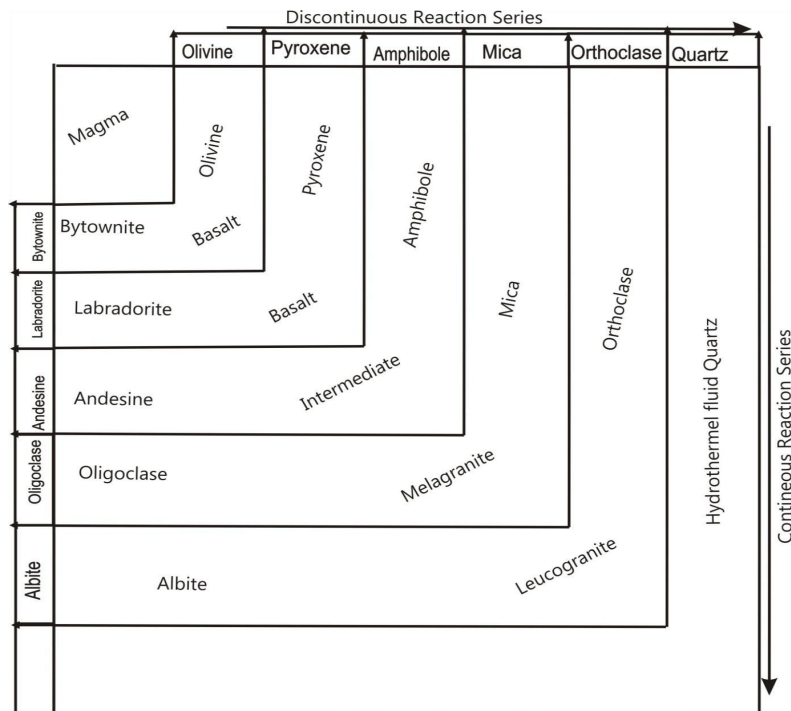 Discontinuous Reaction Series
Olivine
Pyroxene
Amphibole
Mica
Orthoclase
Quartz
Magma
Olivine
Pyroxene
Amphibole
Mica
Orthoclase
Hydrothermel fluid Quartz
Contineous Reaction Series
Bytownite
Bytownite
Basalt
Labradorite
Labradorite
Basalt
Andesine
Andesine
Intermediate
Oligoclase
Oligoclase
Melagranite
Albite
Albite
Leucogranite